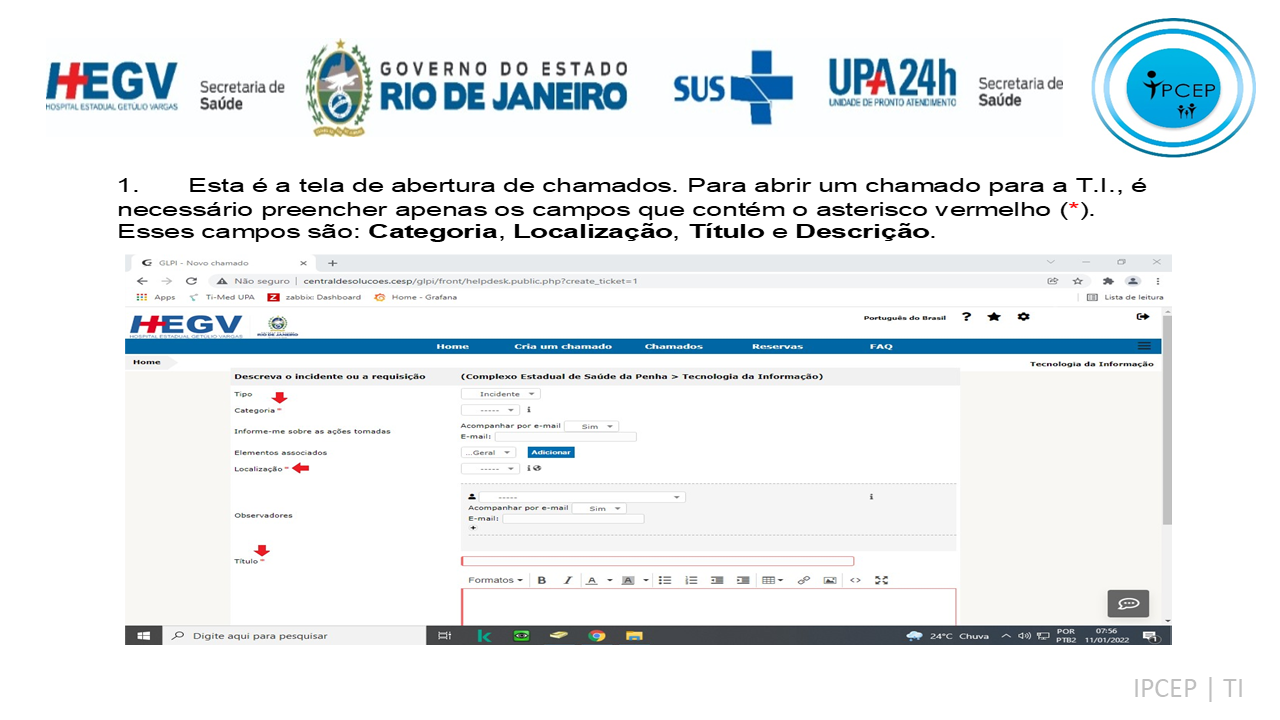 HEGV
HOSPITAL ESTADUAL GETÚLIO VARGAS
Secretaria de
Saúde
GOVERNO DO ESTADO
RIO DE JANEIRO
SUS
UPA 24h
UNIDADE DE PRONTO ATENDIMENTO
Secretaria de
Saúde
IPCEP
1. Esta é a tela de abertura de chamados. Para abrir um chamado para a T.I., é
necessário preencher apenas os campos que contém o asterisco vermelho (*).
Esses campos são: Categoria, Localização, Título e Descrição.
GLPI - Novo chamado
Não seguro | centraldesolucoes.cesp/glpi/front/helpdesk.public.php?create_ticket=1
Apps Ti-Med UPA zabbix: Dashboard Home - Grafana Lista de leitura
HEGV
HOSPITAL ESTADUAL GETÚLIO VARGAS
RIO DE JANEIRO
Português do Brasil ?
Home Cria um chamado Chamados Reservas FAQ
Home
Tecnologia da Informação
Descreva o incidente ou a requisição (Complexo Estadual de Saúde da Penha > Tecnologia da Informação)
Tipo Incidente
Categoria * -----
Informe-me sobre as ações tomadas Acompanhar por e-mail Sim
E-mail:
Elementos associados ...Geral Adicionar
Localização * -----
-----
Acompanhar por e-mail Sim
Observadores
E-mail:
+
Título *
Formatos B I A A
Digite aqui para pesquisar
24°C Chuva
POR
PTB2
07:56
11/01/2022
1
IPCEP | TI